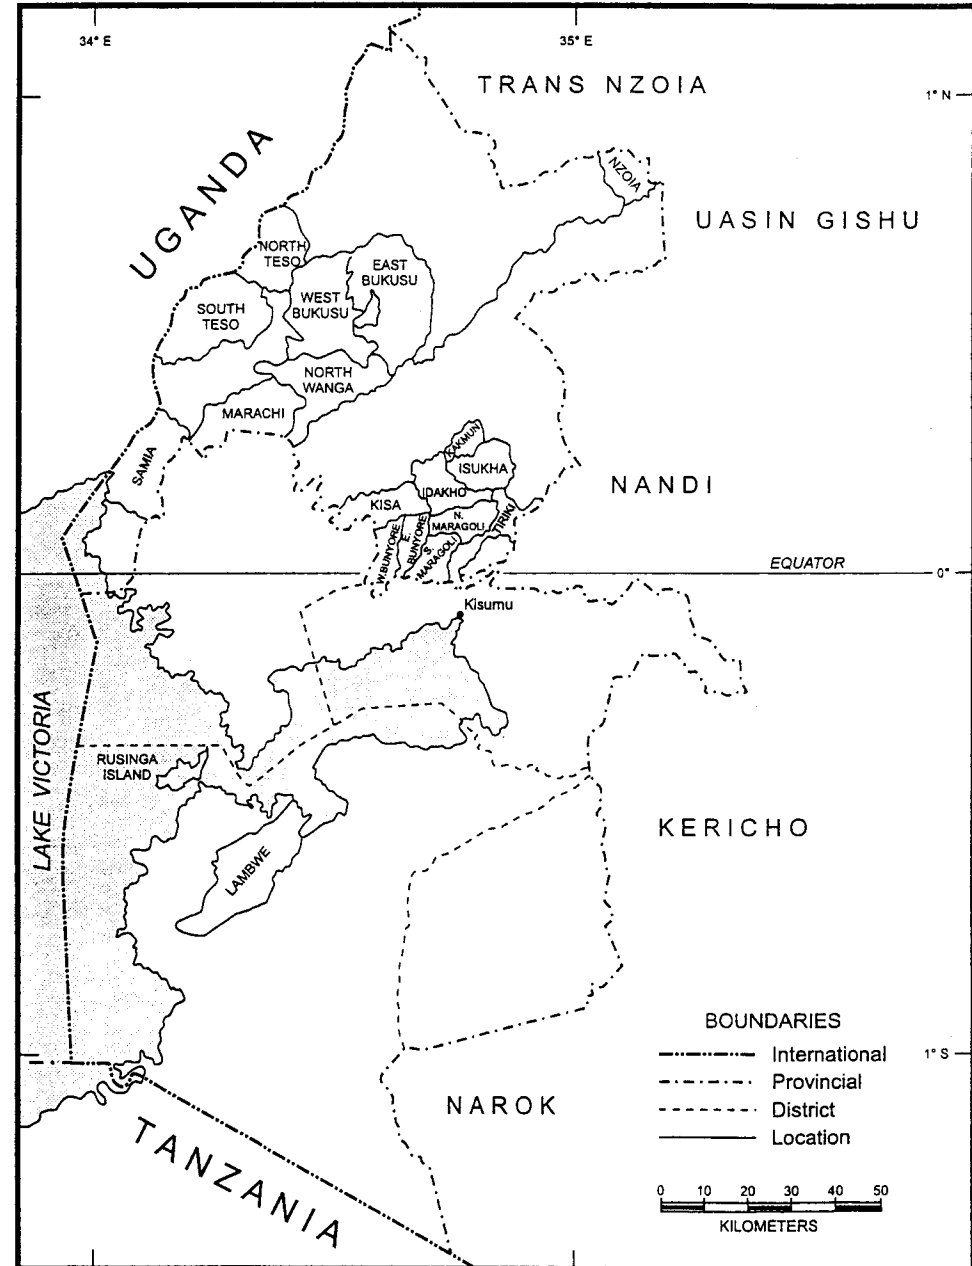 34° E
35° E
TRANS NZOIA
1° N
UGANDA
NZOIA
UASIN GISHU
NORTH
TESO
EAST
BUKUSU
WEST
BUKUSU
SOUTH
TESO
NORTH
WANGA
MARACHI
SAMIA
KAKMUN
ISUKHA
NANDI
IDAKHO
KISA
N.
MARAGOLI
TIRIKI
W.BUNYORE
E.
BUNYORE
S.
MARAGOLI
EQUATOR
0°
Kisumu
LAKE VICTORIA
RUSINGA
ISLAND
KERICHO
LAMBWE
BOUNDARIES
International
1° S
Provincial
District
Location
NAROK
TANZANIA
0 10 20 30 40 50
KILOMETERS